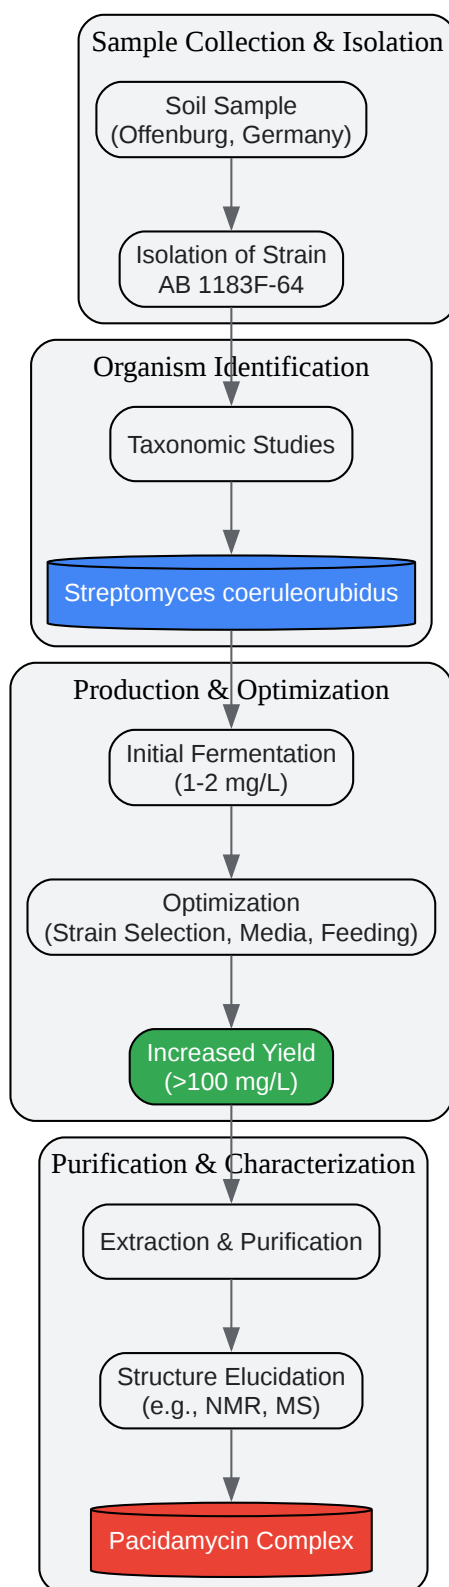 Sample Collection & Isolation
Soil Sample
(Offenburg, Germany)
Isolation of Strain
AB 1183F-64
Organism Identification
Taxonomic Studies
Streptomyces coeruleorubidus
Production & Optimization
Initial Fermentation
(1-2 mg/L)
Optimization
(Strain Selection, Media, Feeding)
Increased Yield
(>100 mg/L)
Purification & Characterization
Extraction & Purification
Structure Elucidation
(e.g., NMR, MS)
Pacidamycin Complex